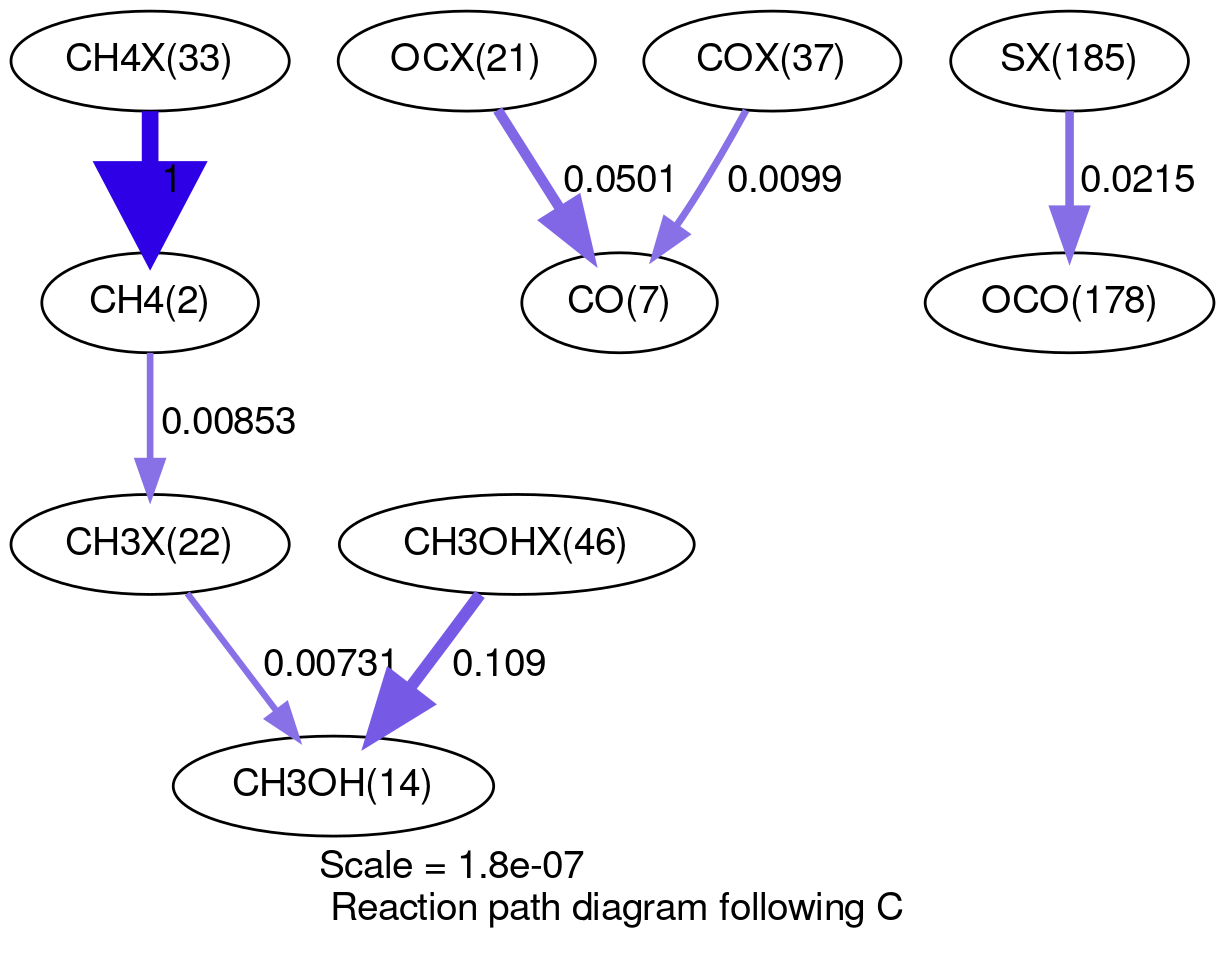 CH4X(33)
OCX(21)
COX(37)
SX(185)
1
0.0501
0.0099
0.0215
CH4(2)
CO(7)
OCO(178)
0.00853
CH3X(22)
CH3OHX(46)
0.00731
0.109
CH3OH(14)
Scale = 1.8e-07
Reaction path diagram following C